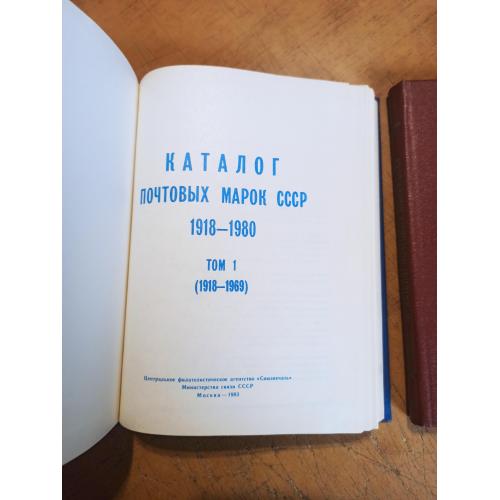 КАТАЛОГ
ПОЧТОВЫХ МАРОК СССР
1918—1980
ТОМ 1
(1918—1969)
Центральное филателистическое агентство «Союзпечать»
Министерства связи СССР
Москва — 1983